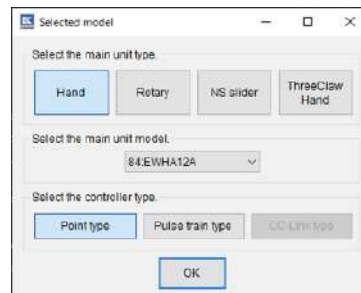 Selected model
Select the main unit type.
Hand
Rotary
NS slider
ThreeClaw
Hand
Select the main unit model.
84:EWHA12A
Select the controller type.
Point type
Pulse train type
CC-Link type
OK